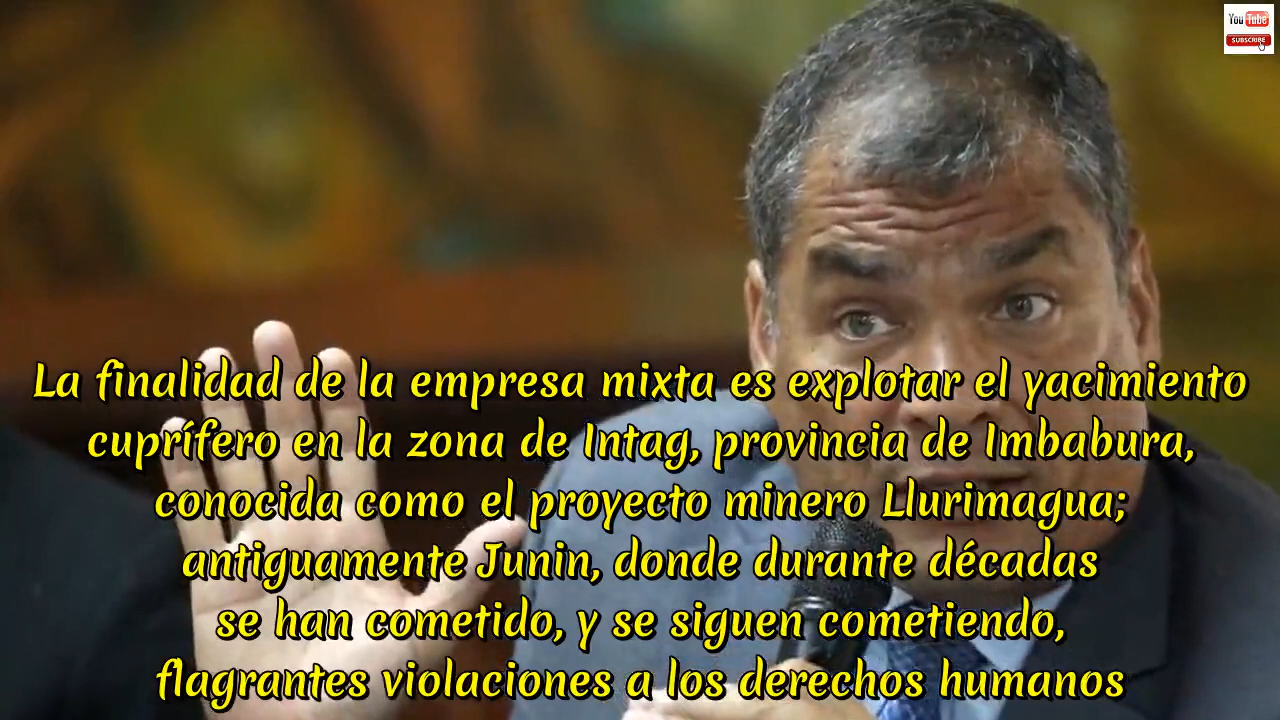 You Tube
SUBSCRIBE
La finalidad de la empresa mixta es explotar el yacimiento
cuprífero en la zona de Intag, provincia de Imbabura,
conocida como el proyecto minero Llurimagua;
antiguamente Junin, donde durante décadas
se han cometido, y se siguen cometiendo,
flagrantes violaciones a los derechos humanos